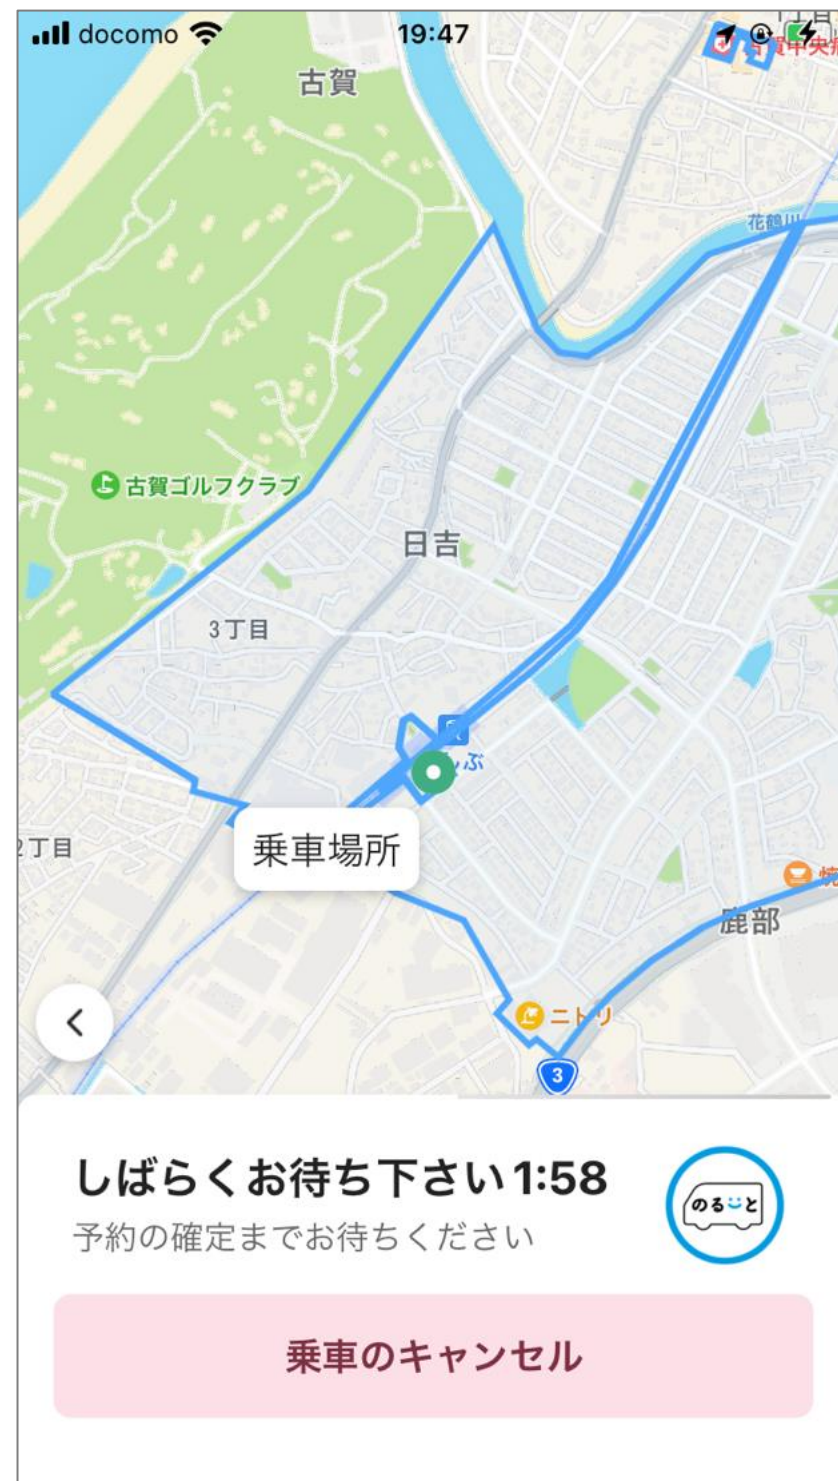 docomo
19:47
古賀
花鶴川
古賀ゴルフクラブ
日吉
3丁目
ぶ
乗車場所
丁目
鹿部
ニトリ
3
しばらくお待ち下さい 1:58
予約の確定までお待ちください
のると
乗車のキャンセル